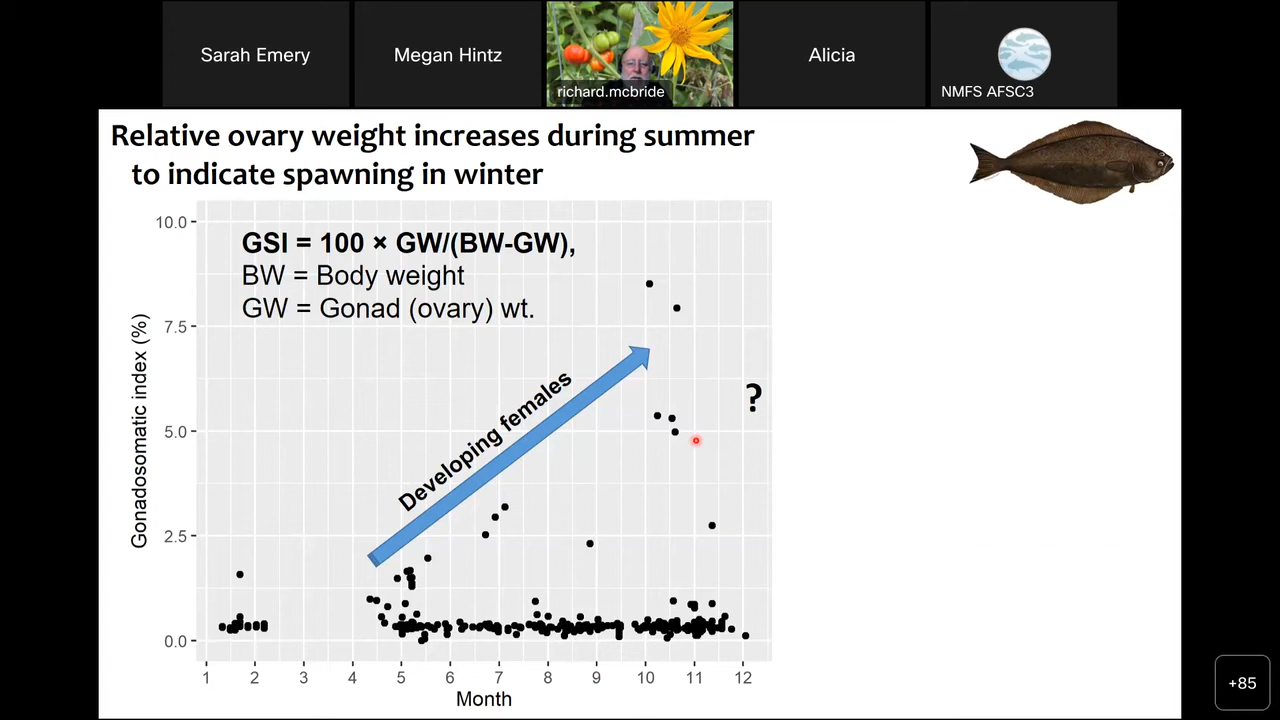 Sarah Emery
Megan Hintz
richard.mcbride
Alicia
NMFS AFSC3
Relative ovary weight increases during summer
to indicate spawning in winter
GSI = 100 × GW/(BW-GW),
BW = Body weight
GW = Gonad (ovary) wt.
Developing females
?
Gonadosomatic index (%)
10.0
7.5
5.0
2.5
0.0
1 2 3 4 5 6 7 8 9 10 11 12
Month
+85